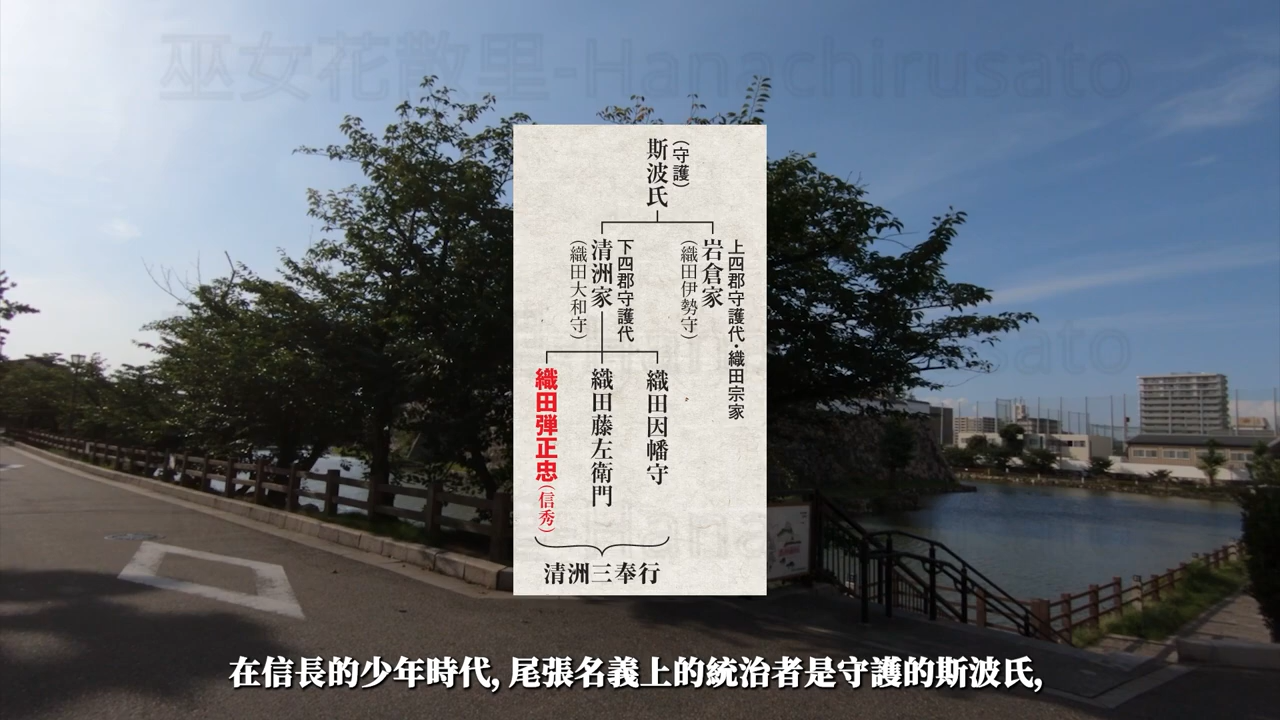 巫女花散里-Hanachirusato
(守護)
斯波氏
上四郡守護代・織田宗家
岩倉家
(織田伊勢守)
下四郡守護代
清洲家
(織田大和守)
織田因幡守
織田藤左衛門
織田弾正忠(信秀)
清洲三奉行
在信長的少年時代, 尾張名義上的統治者是守護的斯波氏,